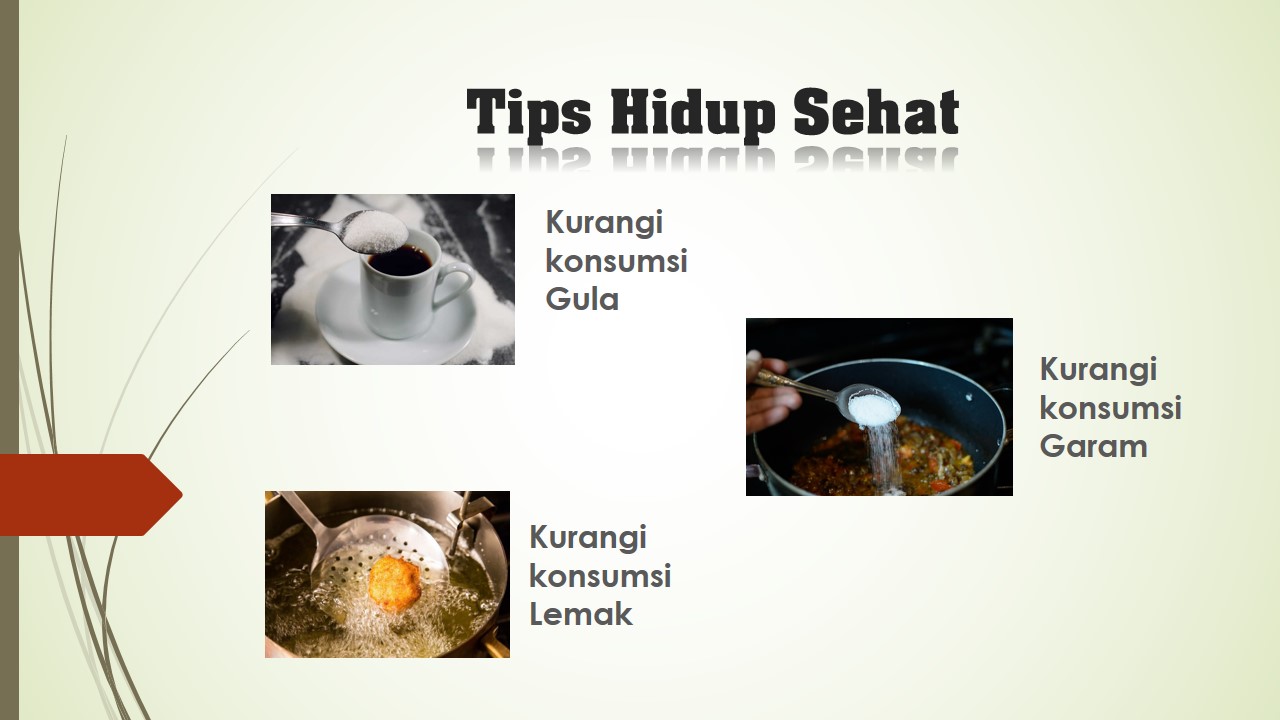 Tips Hidup Sehat
Kurangi
konsumsi
Gula
Kurangi
konsumsi
Garam
Kurangi
konsumsi
Lemak